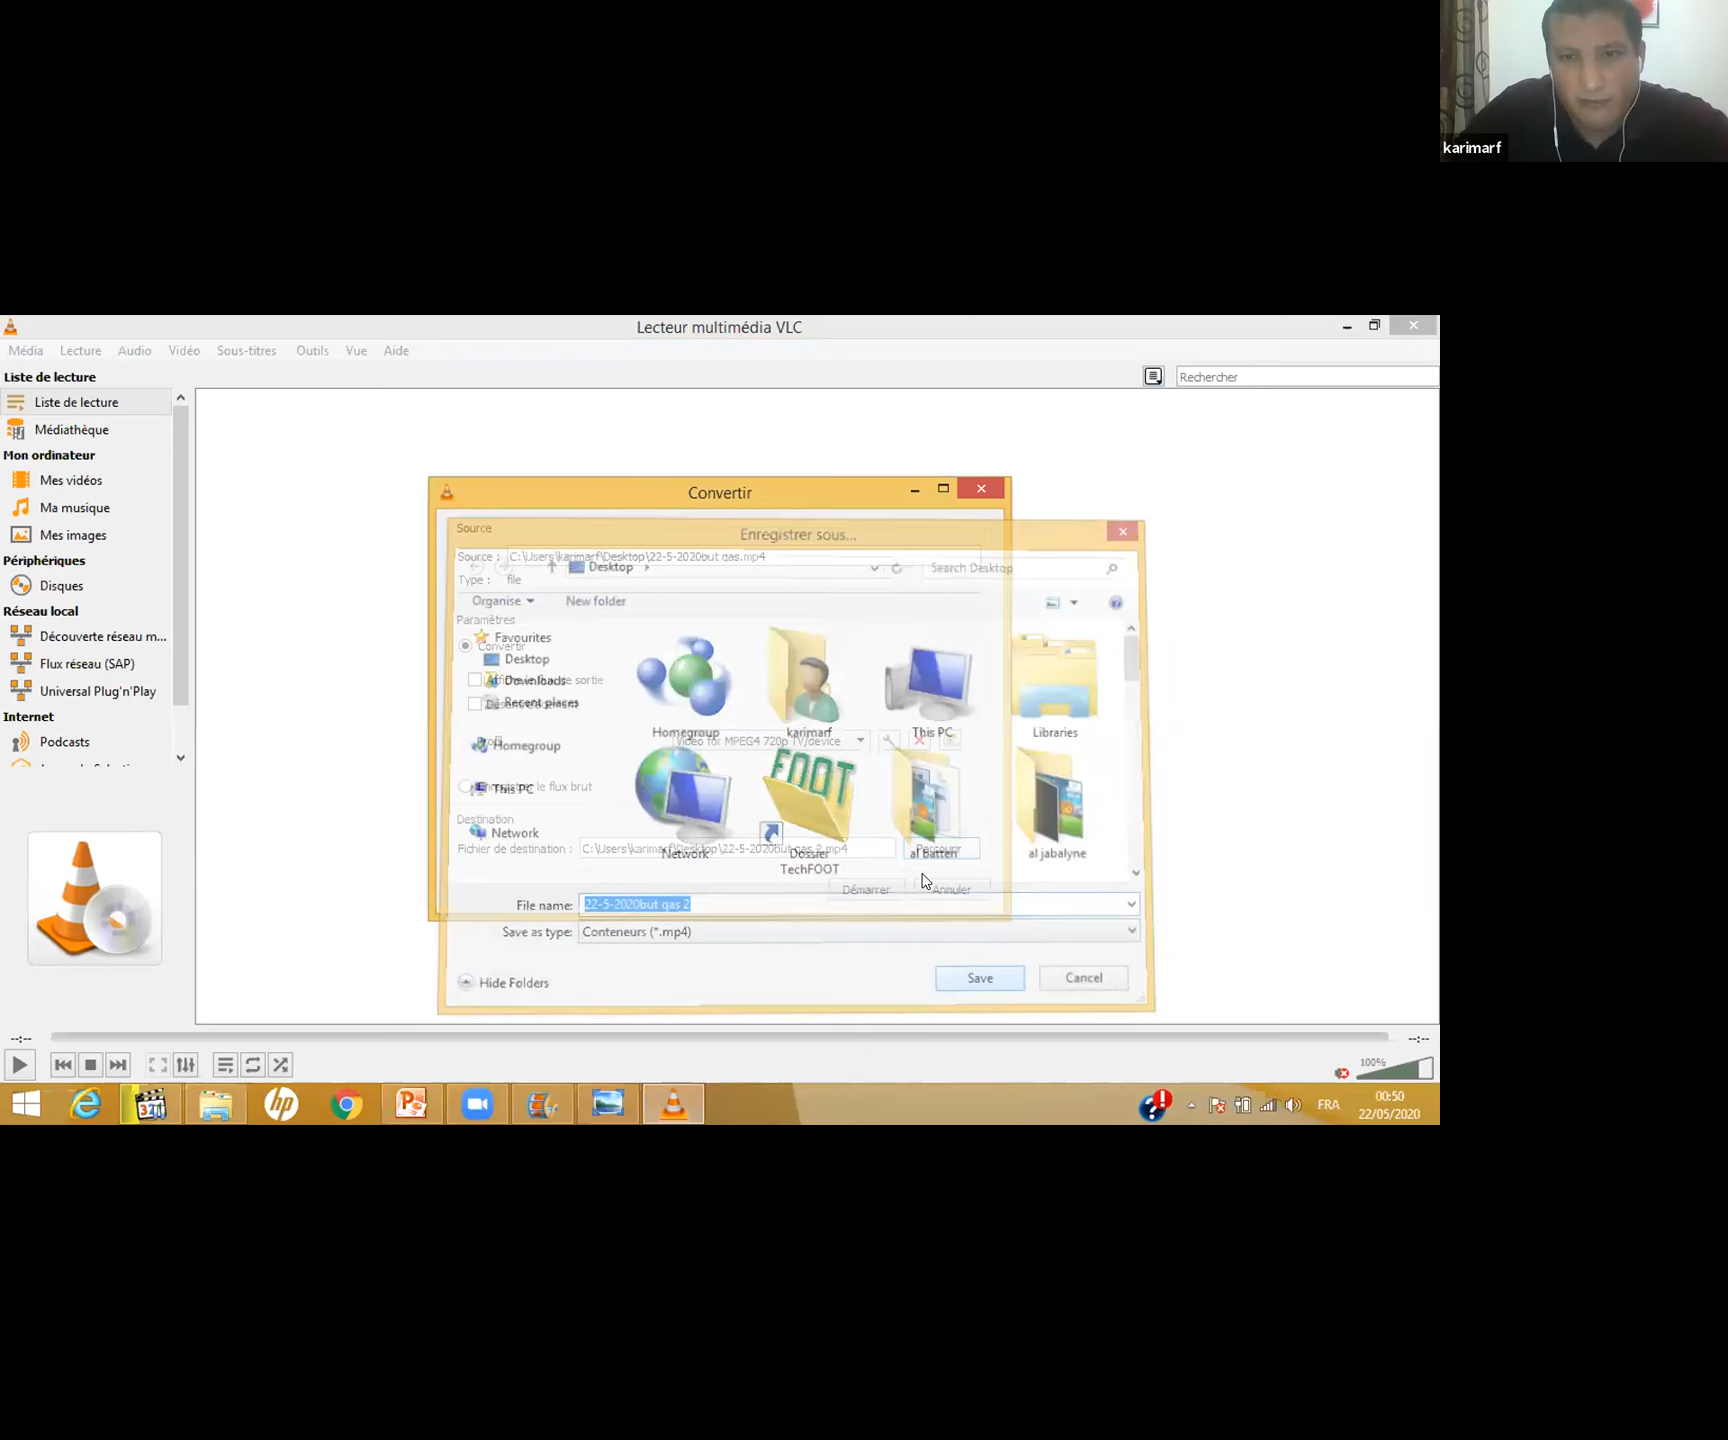 karimarf
Lecteur multimédia VLC
Média Lecture Audio Vidéo Sous-titres Outils Vue Aide
Liste de lecture
Rechercher
Liste de lecture
Médiathèque
Mon ordinateur
Mes vidéos
Ma musique
Mes images
Périphériques
Disques
Réseau local
Découverte réseau m...
Flux réseau (SAP)
Universal Plug'n'Play
Internet
Podcasts
Convertir
Source
Enregistrer sous...
Source : C:\Users\karimarf\Desktop\22-5-2020but qas.mp4
Desktop
Search Desktop
Type : file
Organise New folder
Paramètres
Favourites
Convertir
Desktop
Downloads
Recent places
Homegroup
This PC
Network
Homegroup karimarf This PC Libraries
Profil
Video for MPEG4 720p TV/device
Enregistrer le flux brut
Destination
FOOT
Fichier de destination : C:\Users\karimarf\Desktop\22-5-2020but qas 2.mp4
Parcourir
Network Dossier TechFOOT al batten al jabalyne
Démarrer Annuler
File name: 22-5-2020but qas 2
Save as type: Conteneurs (*.mp4)
Hide Folders
Save Cancel
--:-- --:--
100%
321
hp
FRA
00:50
22/05/2020